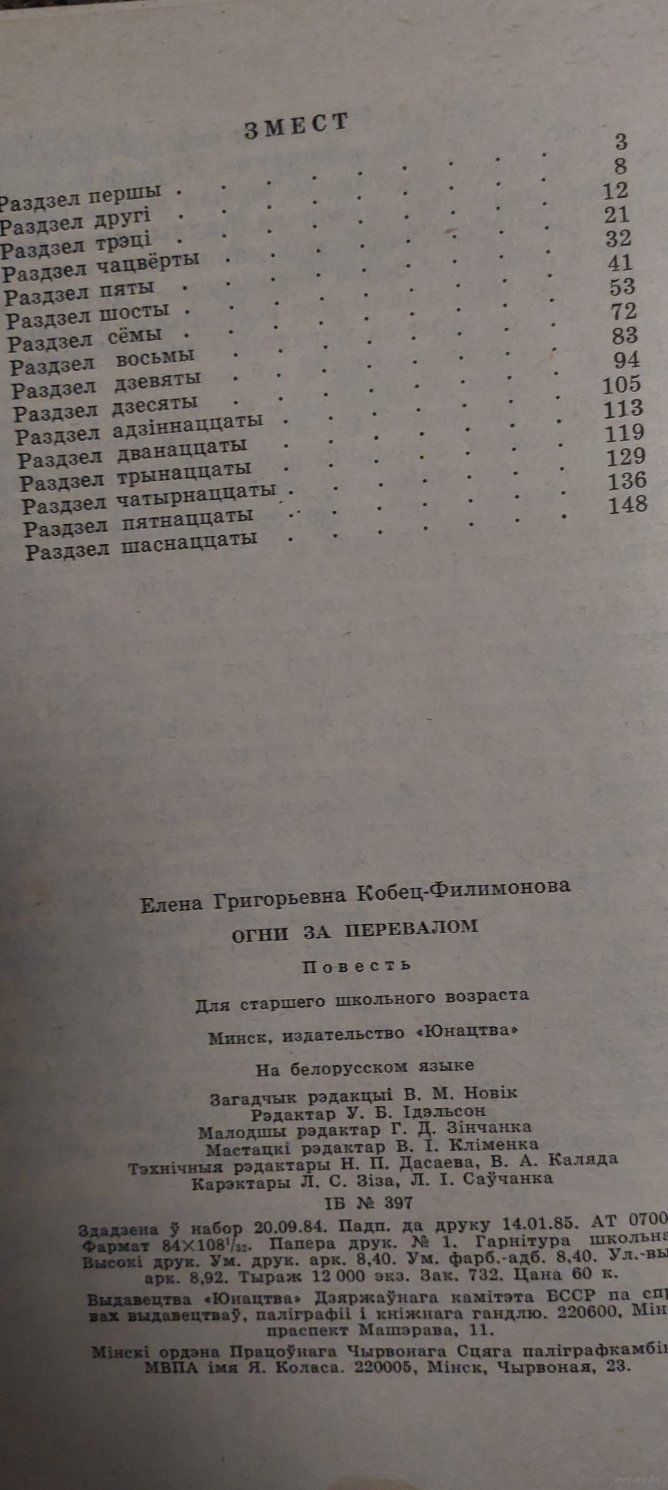 ЗМЕСТ
Раздзел першы . . . . . . . . . 3
Раздзел другі . . . . . . . . . 8
Раздзел трэці . . . . . . . . . 12
Раздзел чацвёрты . . . . . . . . 21
Раздзел пяты . . . . . . . . . 32
Раздзел шосты . . . . . . . . . 41
Раздзел сёмы . . . . . . . . . 53
Раздзел восьмы . . . . . . . . 72
Раздзел дзевяты . . . . . . . . 83
Раздзел дзесяты . . . . . . . . 94
Раздзел адзіннаццаты . . . . . . . 105
Раздзел дванаццаты . . . . . . . 113
Раздзел трынаццаты . . . . . . . 119
Раздзел чатырнаццаты . . . . . . . 129
Раздзел пятнаццаты . . . . . . . 136
Раздзел шаснаццаты . . . . . . . 148
Елена Григорьевна Кобец-Филимонова
ОГНИ ЗА ПЕРЕВАЛОМ
Повесть
Для старшего школьного возраста
Минск, издательство «Юнацтва»
На белорусском языке
Загадчык рэдакцыі В. М. Новік
Рэдактар У. Б. Ідэльсон
Малодшы рэдактар Г. Д. Зінчанка
Мастацкі рэдактар В. І. Кліменка
Тэхнічныя рэдактары Н. П. Дасаева, В. А. Каляда
Карэктары Л. С. Зіза, Л. І. Саўчанка
ІБ № 397
Здадзена ў набор 20.09.84. Падп. да друку 14.01.85. АТ 0700
Фармат 84×108¹/₃₂. Папера друк. № 1. Гарнітура школьна
Высокі друк. Ум. друк. арк. 8,40. Ум. фарб.-адб. 8,40. Ул.-вы
арк. 8,92. Тыраж 12 000 экз. Зак. 732. Цана 60 к.
Выдавецтва «Юнацтва» Дзяржаўнага камітэта БССР па спр
вах выдавецтваў, паліграфіі і кніжнага гандлю. 220600, Мін
праспект Машэрава, 11.
Мінскі ордэна Працоўнага Чырвонага Сцяга паліграфкамбін
МВПА імя Я. Коласа. 220005, Мінск, Чырвоная, 23.
www.ay.by